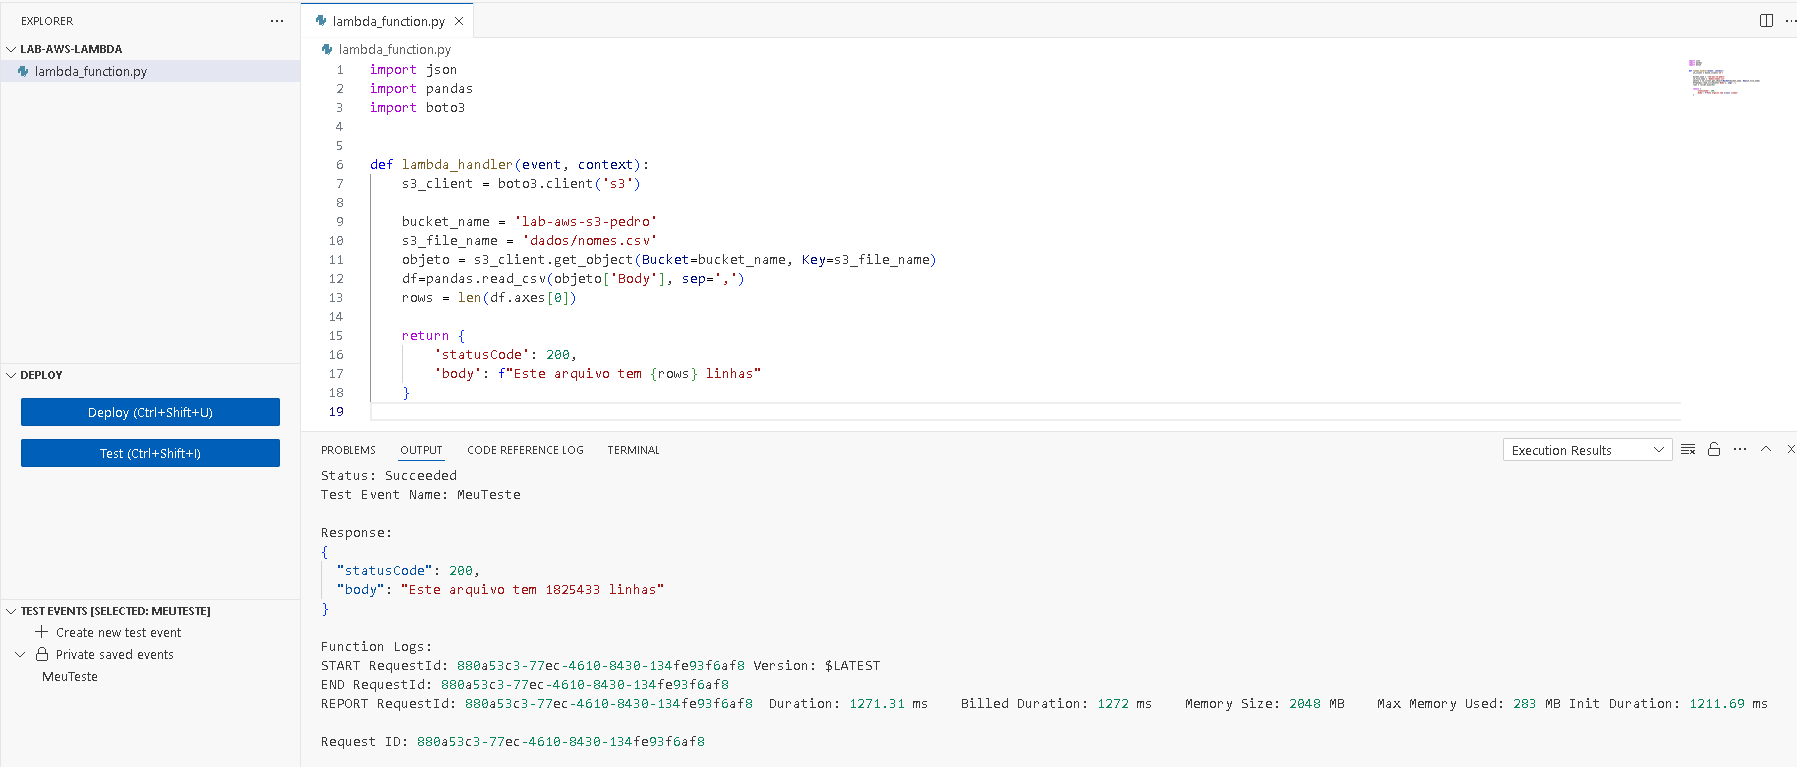 EXPLORER
LAB-AWS-LAMBDA
lambda_function.py
DEPLOY
Deploy (Ctrl+Shift+U)
Test (Ctrl+Shift+I)
TEST EVENTS [SELECTED: MEUTESTE]
Create new test event
Private saved events
MeuTeste
lambda_function.py
lambda_function.py
1 import json
2 import pandas
3 import boto3
4
5
6 def lambda_handler(event, context):
7     s3_client = boto3.client('s3')
8
9     bucket_name = 'lab-aws-s3-pedro'
10     s3_file_name = 'dados/nomes.csv'
11     objeto = s3_client.get_object(Bucket=bucket_name, Key=s3_file_name)
12     df=pandas.read_csv(objeto['Body'], sep=',')
13     rows = len(df.axes[0])
14
15     return {
16         'statusCode': 200,
17         'body': f"Este arquivo tem {rows} linhas"
18     }
19
PROBLEMS OUTPUT CODE REFERENCE LOG TERMINAL Execution Results
Status: Succeeded
Test Event Name: MeuTeste
Response:
{
  "statusCode": 200,
  "body": "Este arquivo tem 1825433 linhas"
}
Function Logs:
START RequestId: 880a53c3-77ec-4610-8430-134fe93f6af8 Version: $LATEST
END RequestId: 880a53c3-77ec-4610-8430-134fe93f6af8
REPORT RequestId: 880a53c3-77ec-4610-8430-134fe93f6af8 Duration: 1271.31 ms Billed Duration: 1272 ms Memory Size: 2048 MB Max Memory Used: 283 MB Init Duration: 1211.69 ms
Request ID: 880a53c3-77ec-4610-8430-134fe93f6af8